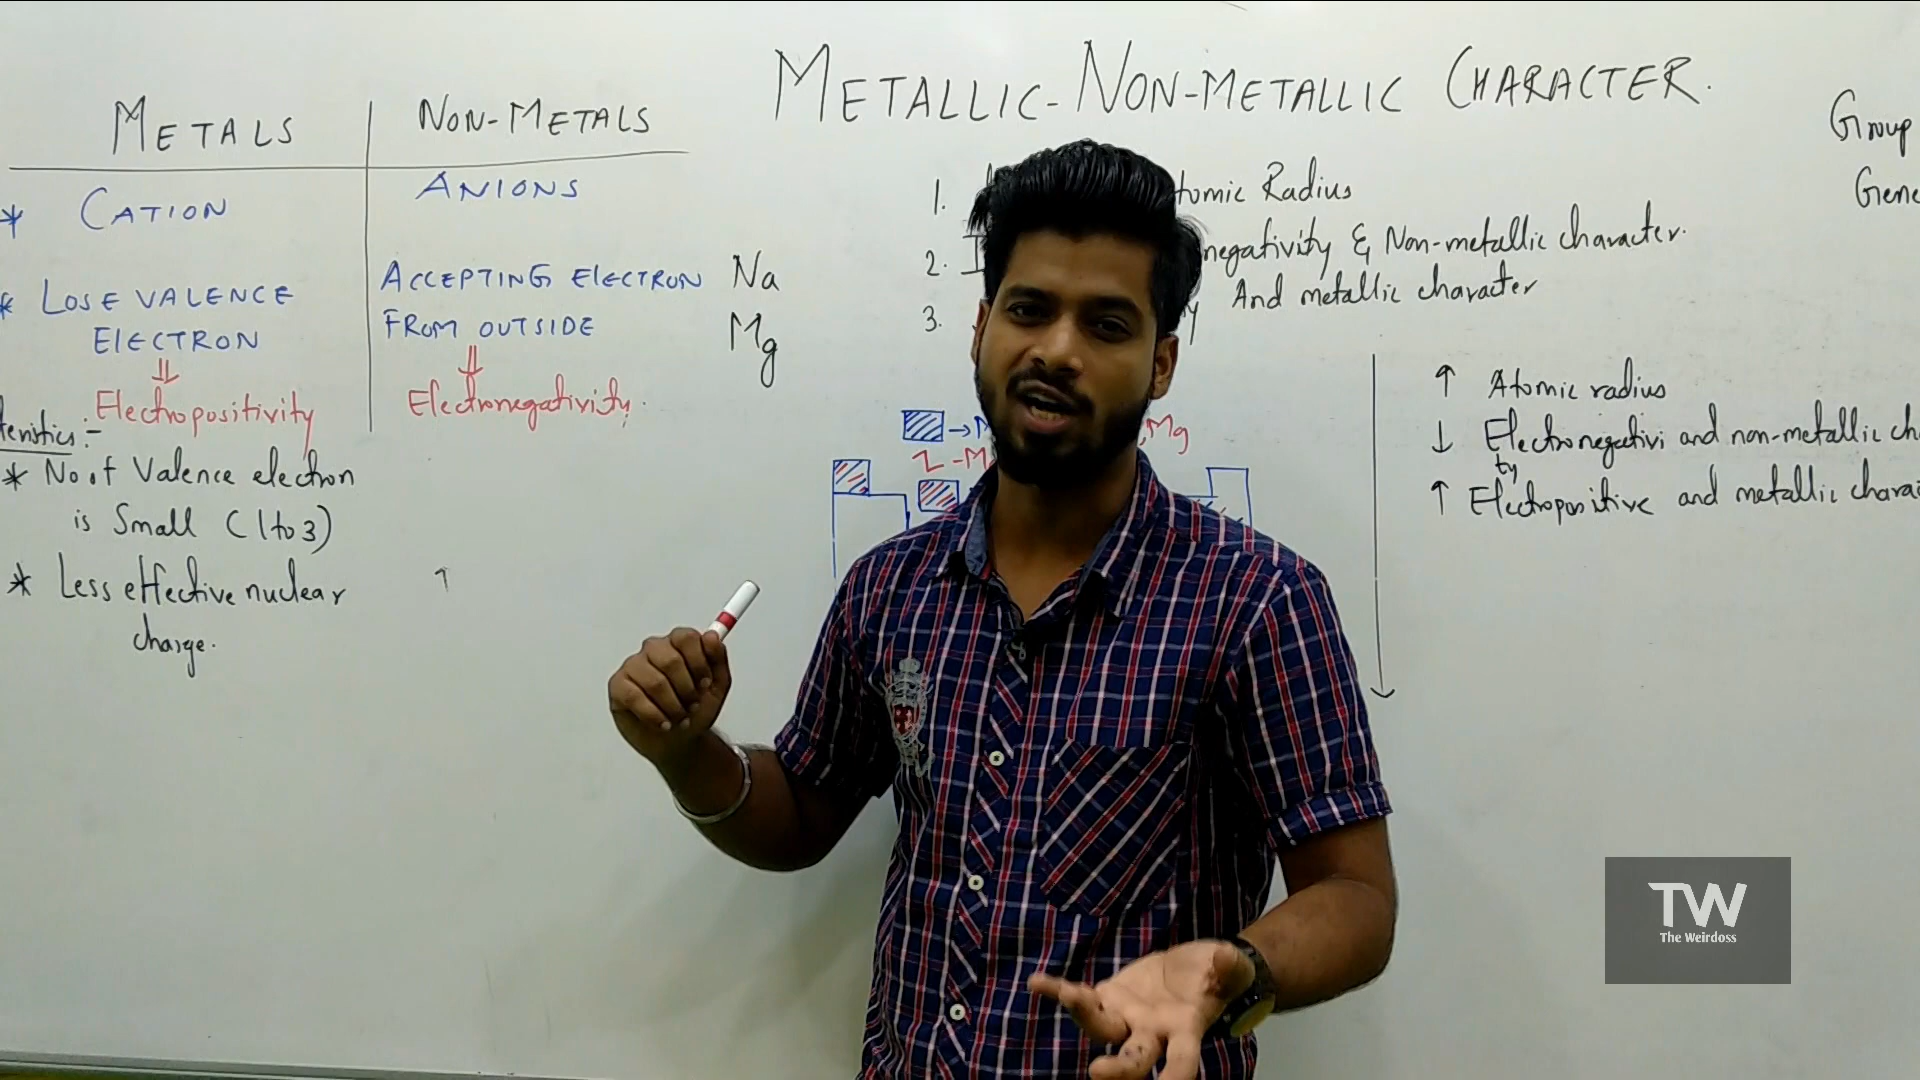 METALLIC-NON-METALLIC CHARACTER.
METALS
NON-METALS
* CATION
ANIONS
* LOSE VALENCE
ELECTRON
⇓
Electropositivity
ACCEPTING ELECTRON
FROM OUTSIDE
⇓
Electronegativity.
Na
Mg
teristics:-
* No. of Valence electron
is Small (1 to 3)
* Less effective nuclear
charge.
↑
1. tomic Radius
2. I negativity & Non-metallic character.
3. y And metallic character
→ M
, Mg
Z - M
↑ Atomic radius
↓ Electronegativi and non-metallic ch
ty
↑ Electropositive and metallic chara
Group
Gene
TW
The Weirdoss